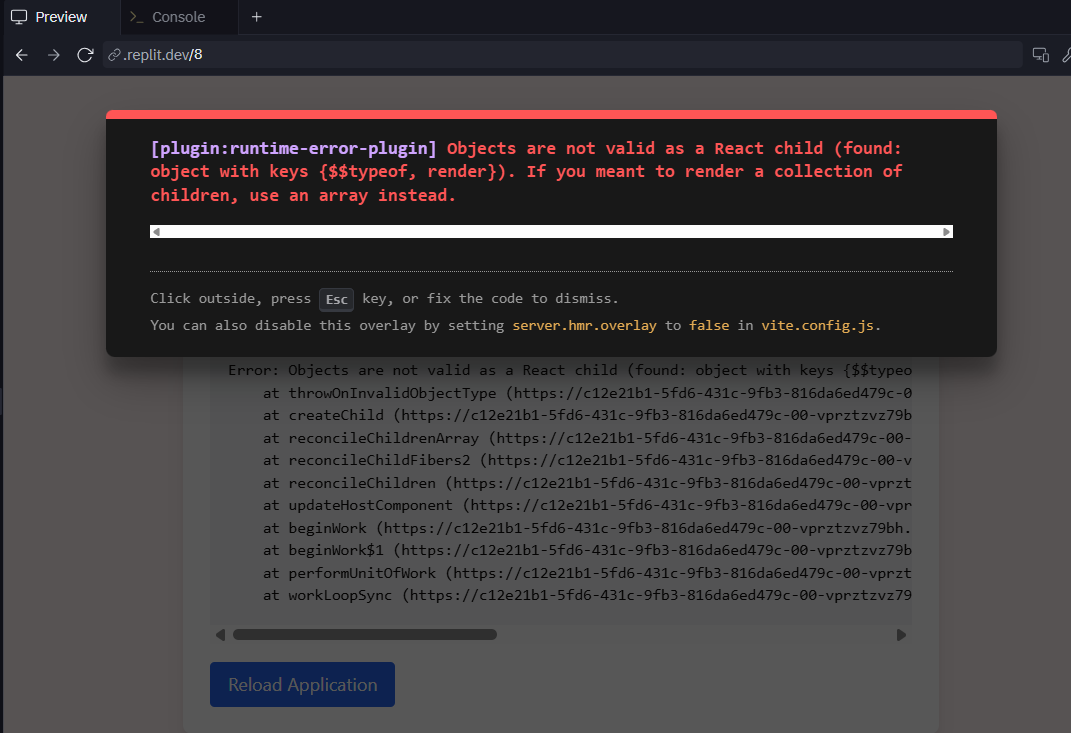 Preview
Console
.replit.dev/8
[plugin:runtime-error-plugin] Objects are not valid as a React child (found:
object with keys {$$typeof, render}). If you meant to render a collection of
children, use an array instead.
Click outside, press Esc key, or fix the code to dismiss.
You can also disable this overlay by setting server.hmr.overlay to false in vite.config.js.
Error: Objects are not valid as a React child (found: object with keys {$$typeo
at throwOnInvalidObjectType (https://c12e21b1-5fd6-431c-9fb3-816da6ed479c-0
at createChild (https://c12e21b1-5fd6-431c-9fb3-816da6ed479c-00-vprztzvz79b
at reconcileChildrenArray (https://c12e21b1-5fd6-431c-9fb3-816da6ed479c-00-
at reconcileChildFibers2 (https://c12e21b1-5fd6-431c-9fb3-816da6ed479c-00-v
at reconcileChildren (https://c12e21b1-5fd6-431c-9fb3-816da6ed479c-00-vprzt
at updateHostComponent (https://c12e21b1-5fd6-431c-9fb3-816da6ed479c-00-vpr
at beginWork (https://c12e21b1-5fd6-431c-9fb3-816da6ed479c-00-vprztzvz79bh.
at beginWork$1 (https://c12e21b1-5fd6-431c-9fb3-816da6ed479c-00-vprztzvz79b
at performUnitOfWork (https://c12e21b1-5fd6-431c-9fb3-816da6ed479c-00-vprzt
at workLoopSync (https://c12e21b1-5fd6-431c-9fb3-816da6ed479c-00-vprztzvz79
Reload Application